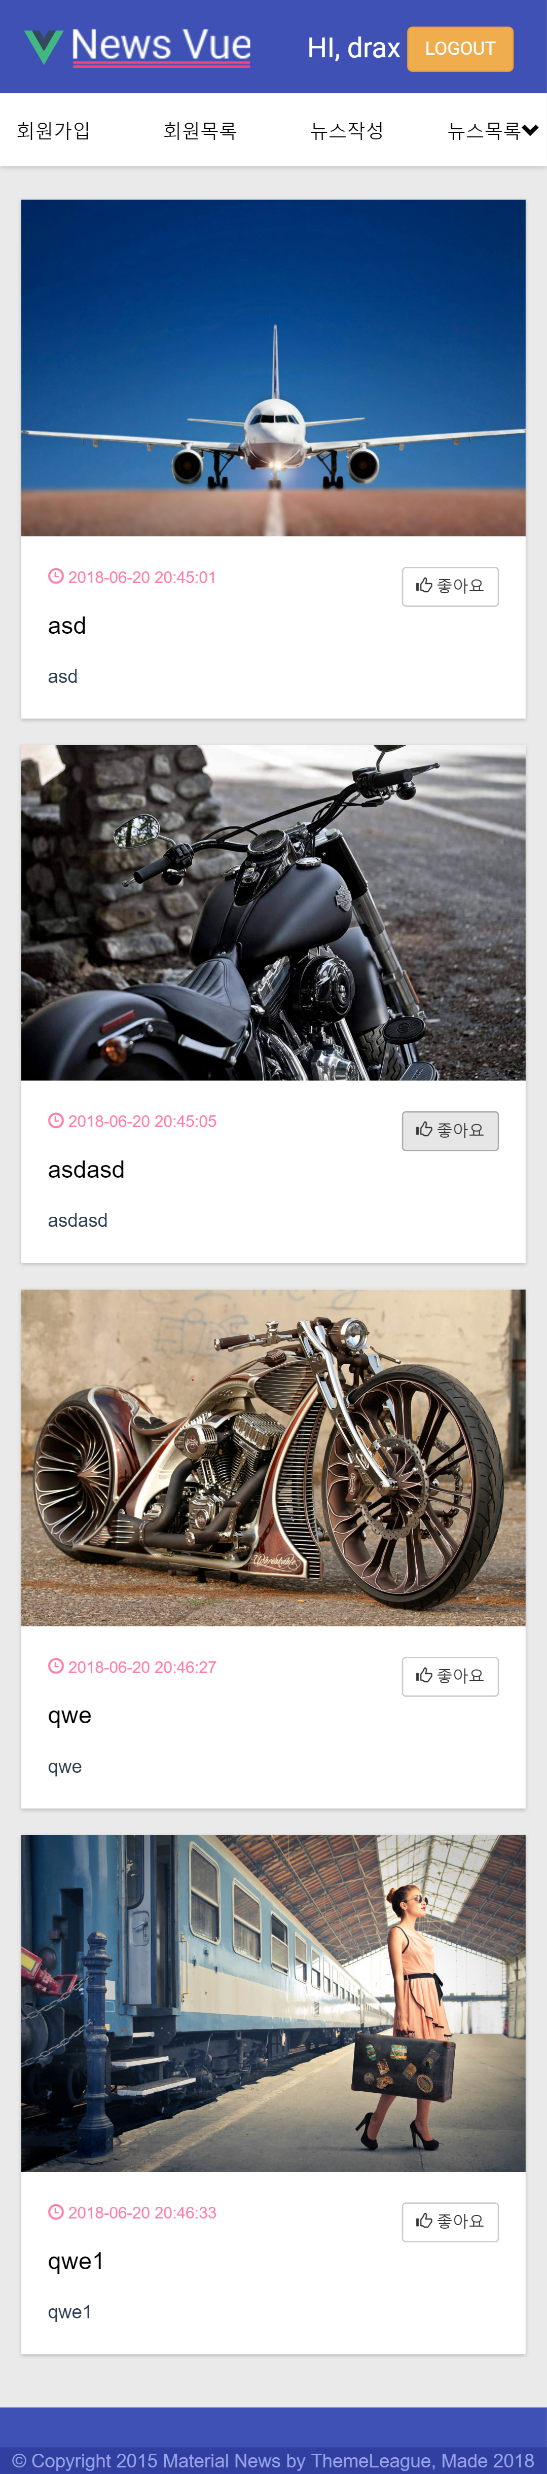 News Vue
HI, drax LOGOUT
회원가입 회원목록 뉴스작성 뉴스목록
2018-06-20 20:45:01 좋아요
asd
asd
2018-06-20 20:45:05 좋아요
asdasd
asdasd
2018-06-20 20:46:27 좋아요
qwe
qwe
2018-06-20 20:46:33 좋아요
qwe1
qwe1
© Copyright 2015 Material News by ThemeLeague, Made 2018